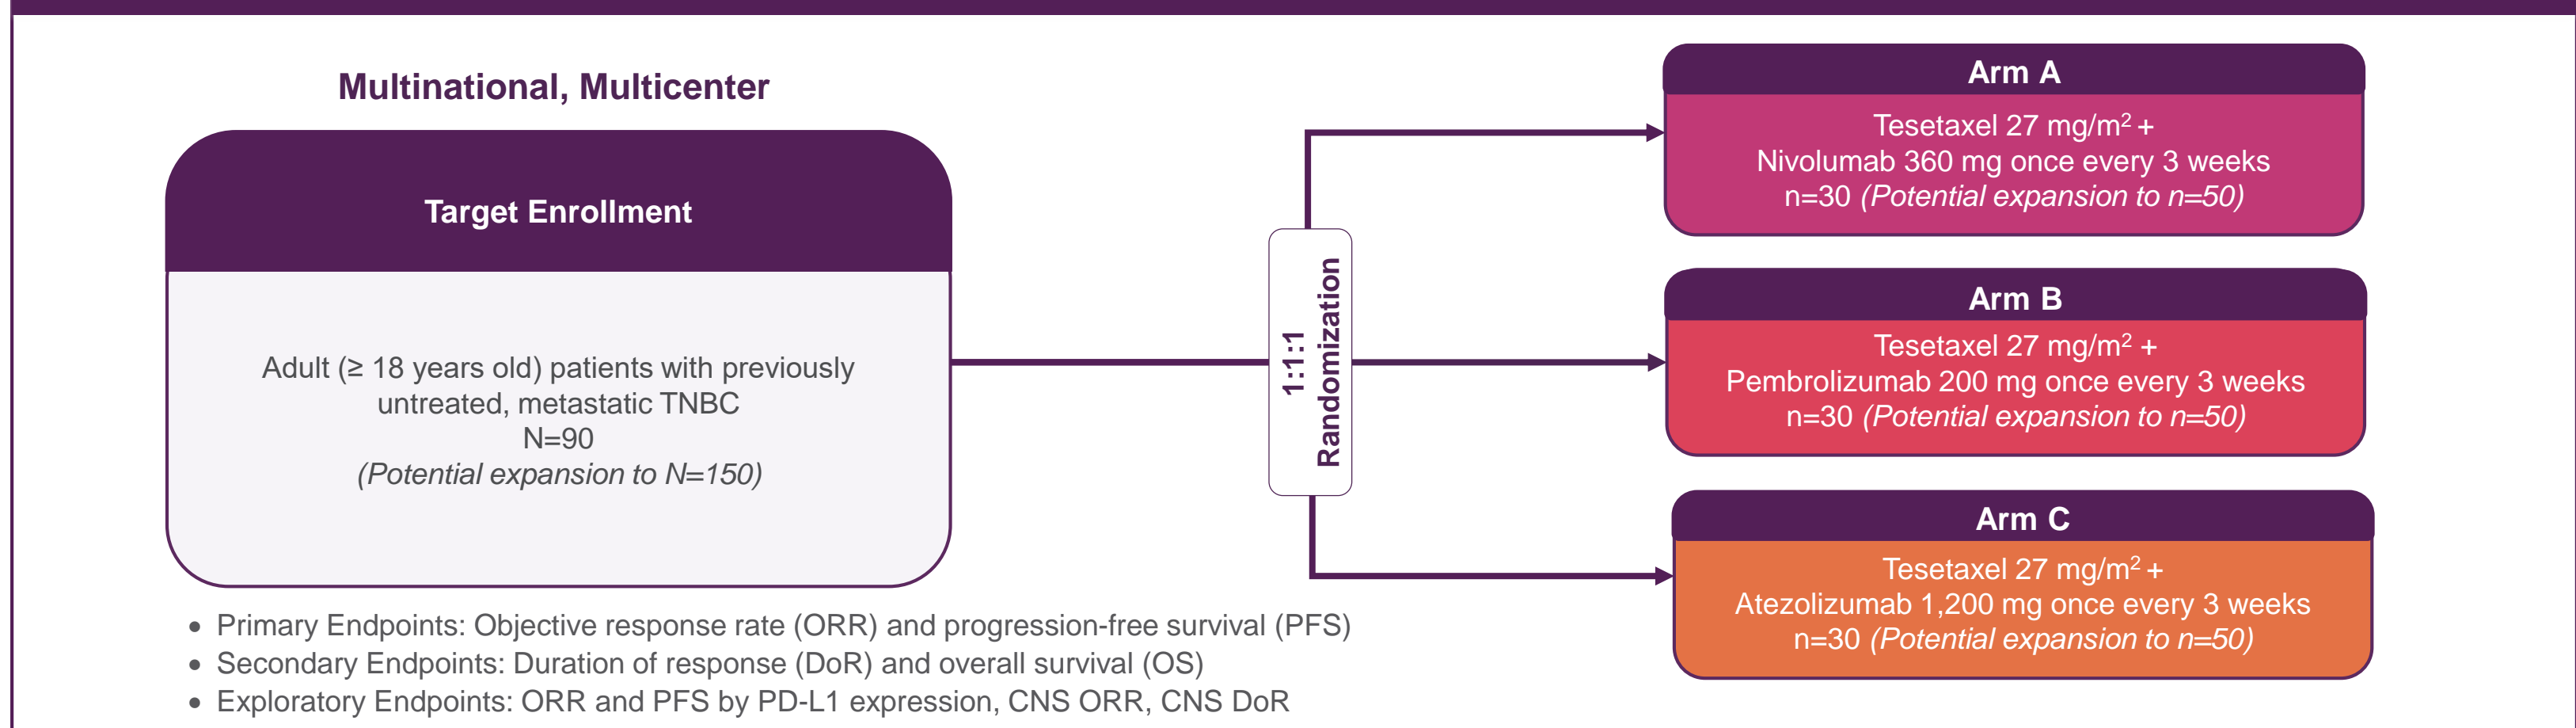 Multinational, Multicenter
Target Enrollment
Adult (≥ 18 years old) patients with previously
untreated, metastatic TNBC
N=90
(Potential expansion to N=150)
1:1:1
Randomization
Arm A
Tesetaxel 27 mg/m² +
Nivolumab 360 mg once every 3 weeks
n=30 (Potential expansion to n=50)
Arm B
Tesetaxel 27 mg/m² +
Pembrolizumab 200 mg once every 3 weeks
n=30 (Potential expansion to n=50)
Arm C
Tesetaxel 27 mg/m² +
Atezolizumab 1,200 mg once every 3 weeks
n=30 (Potential expansion to n=50)
• Primary Endpoints: Objective response rate (ORR) and progression-free survival (PFS)
• Secondary Endpoints: Duration of response (DoR) and overall survival (OS)
• Exploratory Endpoints: ORR and PFS by PD-L1 expression, CNS ORR, CNS DoR